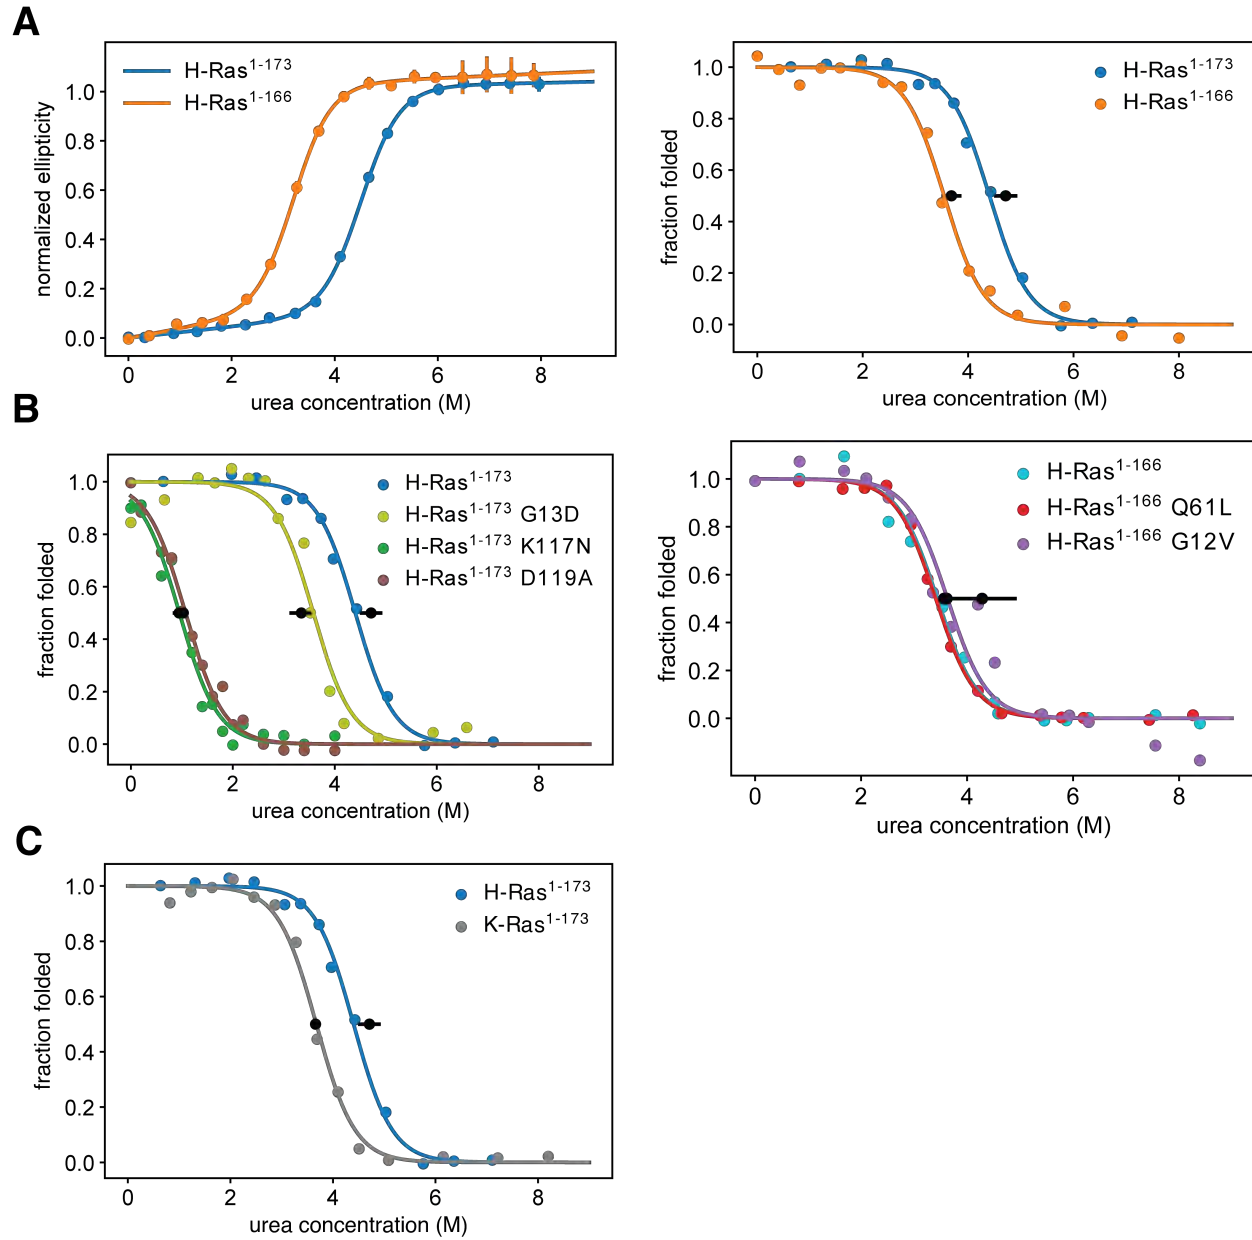 A
H-Ras1-173
H-Ras1-166
normalized ellipticity
1.0
0.8
0.6
0.4
0.2
0.0
0 2 4 6 8
urea concentration (M)
H-Ras1-173
H-Ras1-166
fraction folded
1.0
0.8
0.6
0.4
0.2
0.0
0 2 4 6 8
urea concentration (M)
B
H-Ras1-173
H-Ras1-173 G13D
H-Ras1-173 K117N
H-Ras1-173 D119A
fraction folded
1.0
0.8
0.6
0.4
0.2
0.0
0 2 4 6 8
urea concentration (M)
H-Ras1-166
H-Ras1-166 Q61L
H-Ras1-166 G12V
fraction folded
1.0
0.8
0.6
0.4
0.2
0.0
0 2 4 6 8
urea concentration (M)
C
H-Ras1-173
K-Ras1-173
fraction folded
1.0
0.8
0.6
0.4
0.2
0.0
0 2 4 6 8
urea concentration (M)